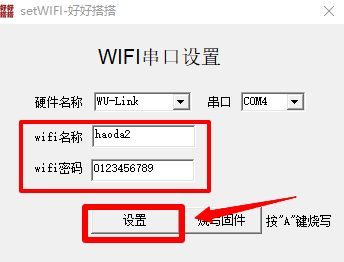 setWIFI-好好搭搭
WIFI串口设置
硬件名称 WU-Link 串口 COM4
wifi名称 haoda2
wifi密码 0123456789
设置 烧写固件 按"A"键烧写